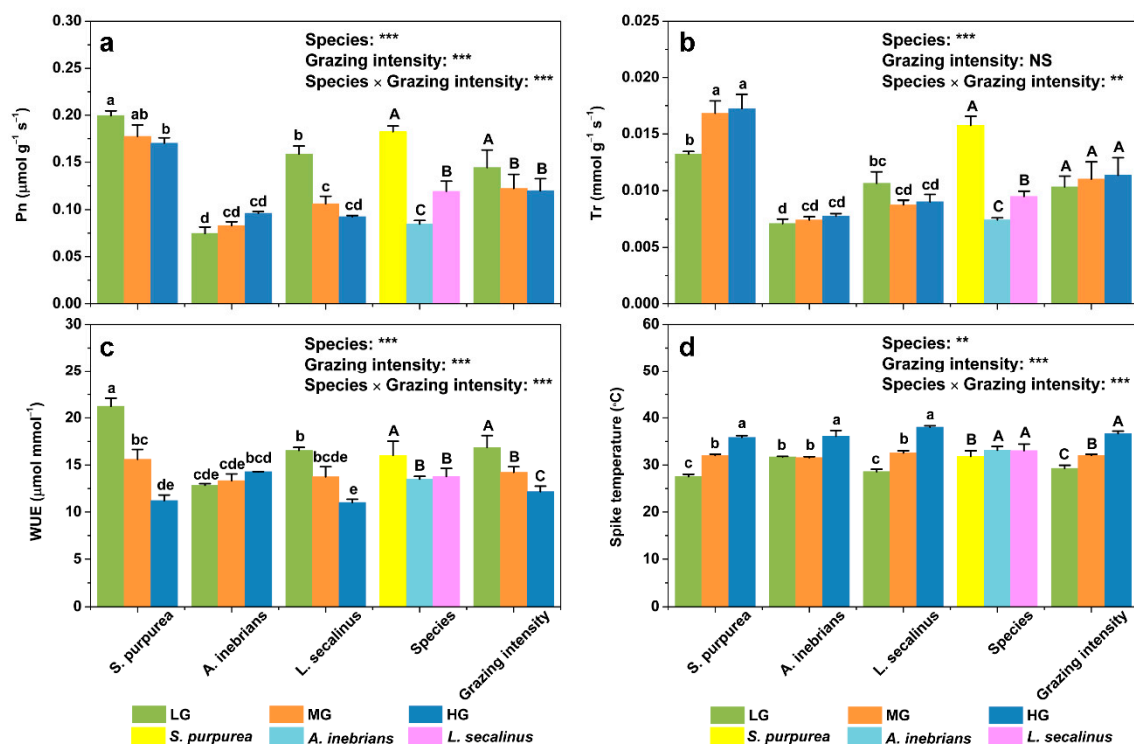 a
Species: ***
Grazing intensity: ***
Species × Grazing intensity: ***
Pn (μmol g⁻¹ s⁻¹)
0.30
0.25
0.20
0.15
0.10
0.05
0.00
a ab b
d cd cd
b c cd
A C B
A B B
b
Species: ***
Grazing intensity: NS
Species × Grazing intensity: **
Tr (mmol g⁻¹ s⁻¹)
0.025
0.020
0.015
0.010
0.005
0.000
b a a
d cd cd
bc cd cd
A C B
A A A
c
Species: ***
Grazing intensity: ***
Species × Grazing intensity: ***
WUE (μmol mmol⁻¹)
30
25
20
15
10
5
0
a bc de
cde cde bcd
b bcde e
A B B
A B C
S. purpurea
A. inebrians
L. secalinus
Species
Grazing intensity
d
Species: **
Grazing intensity: ***
Species × Grazing intensity: ***
Spike temperature (°C)
60
50
40
30
20
10
0
c b a
b b a
c b a
B A A
C B A
S. purpurea
A. inebrians
L. secalinus
Species
Grazing intensity
LG MG HG
S. purpurea A. inebrians L. secalinus
LG MG HG
S. purpurea A. inebrians L. secalinus